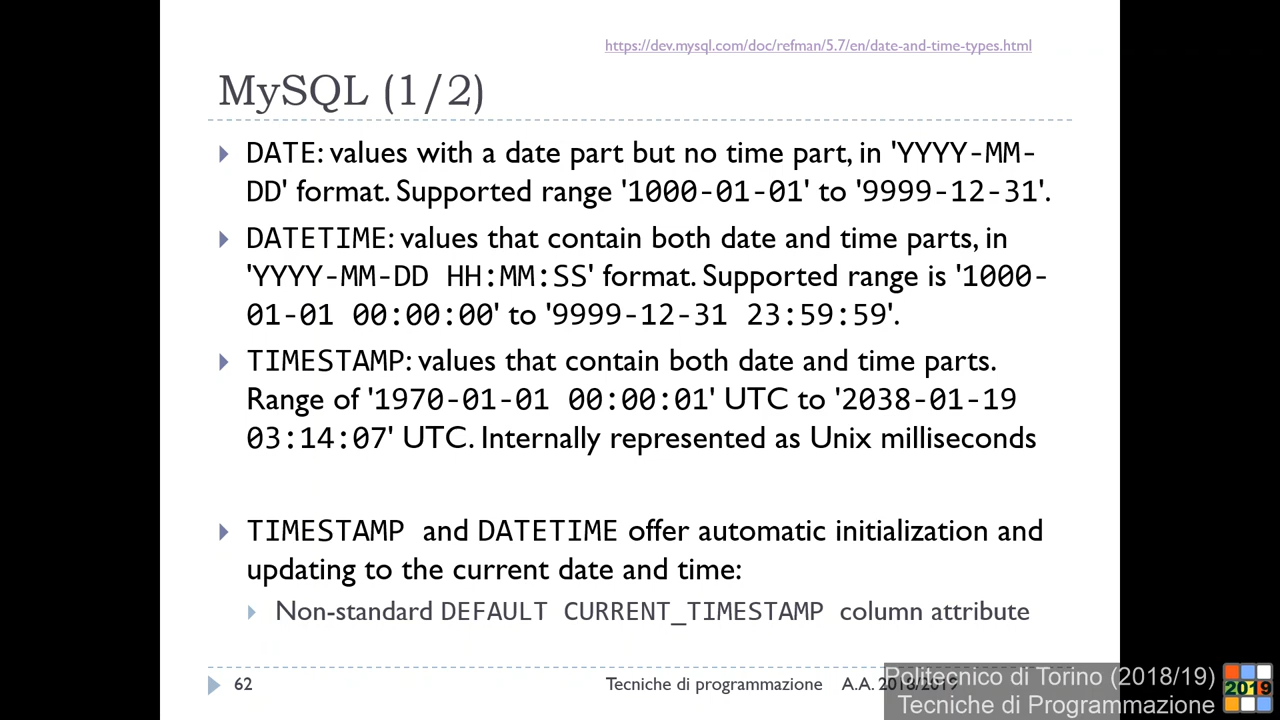 https://dev.mysql.com/doc/refman/5.7/en/date-and-time-types.html
MySQL (1/2)
DATE: values with a date part but no time part, in 'YYYY-MM-
DD' format. Supported range '1000-01-01' to '9999-12-31'.
DATETIME: values that contain both date and time parts, in
'YYYY-MM-DD HH:MM:SS' format. Supported range is '1000-
01-01 00:00:00' to '9999-12-31 23:59:59'.
TIMESTAMP: values that contain both date and time parts.
Range of '1970-01-01 00:00:01' UTC to '2038-01-19
03:14:07' UTC. Internally represented as Unix milliseconds
TIMESTAMP and DATETIME offer automatic initialization and
updating to the current date and time:
Non-standard DEFAULT CURRENT_TIMESTAMP column attribute
62 Tecniche di programmazione A.A. 2018/2019
Politecnico di Torino (2018/19)
Tecniche di Programmazione
2019